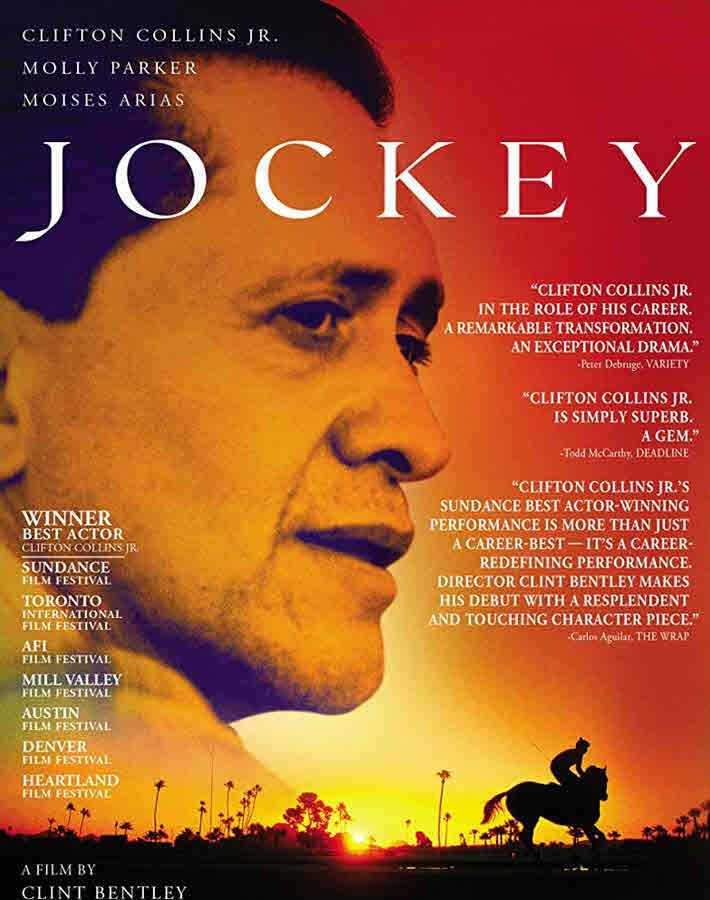 CLIFTON COLLINS JR.
MOLLY PARKER
MOISES ARIAS
JOCKEY
“CLIFTON COLLINS JR.
IN THE ROLE OF HIS CAREER.
A REMARKABLE TRANSFORMATION.
AN EXCEPTIONAL DRAMA.”
-Peter Debruge, VARIETY
“CLIFTON COLLINS JR.
IS SIMPLY SUPERB.
A GEM.”
-Todd McCarthy, DEADLINE
“CLIFTON COLLINS JR.’S
SUNDANCE BEST ACTOR-WINNING
PERFORMANCE IS MORE THAN JUST
A CAREER-BEST — IT’S A CAREER-
REDEFINING PERFORMANCE.
DIRECTOR CLINT BENTLEY MAKES
HIS DEBUT WITH A RESPLENDENT
AND TOUCHING CHARACTER PIECE.”
-Carlos Aguilar, THE WRAP
WINNER
BEST ACTOR
CLIFTON COLLINS JR
SUNDANCE
FILM FESTIVAL
TORONTO
INTERNATIONAL
FILM FESTIVAL
AFI
FILM FESTIVAL
MILL VALLEY
FILM FESTIVAL
AUSTIN
FILM FESTIVAL
DENVER
FILM FESTIVAL
HEARTLAND
FILM FESTIVAL
A FILM BY
CLINT BENTLEY